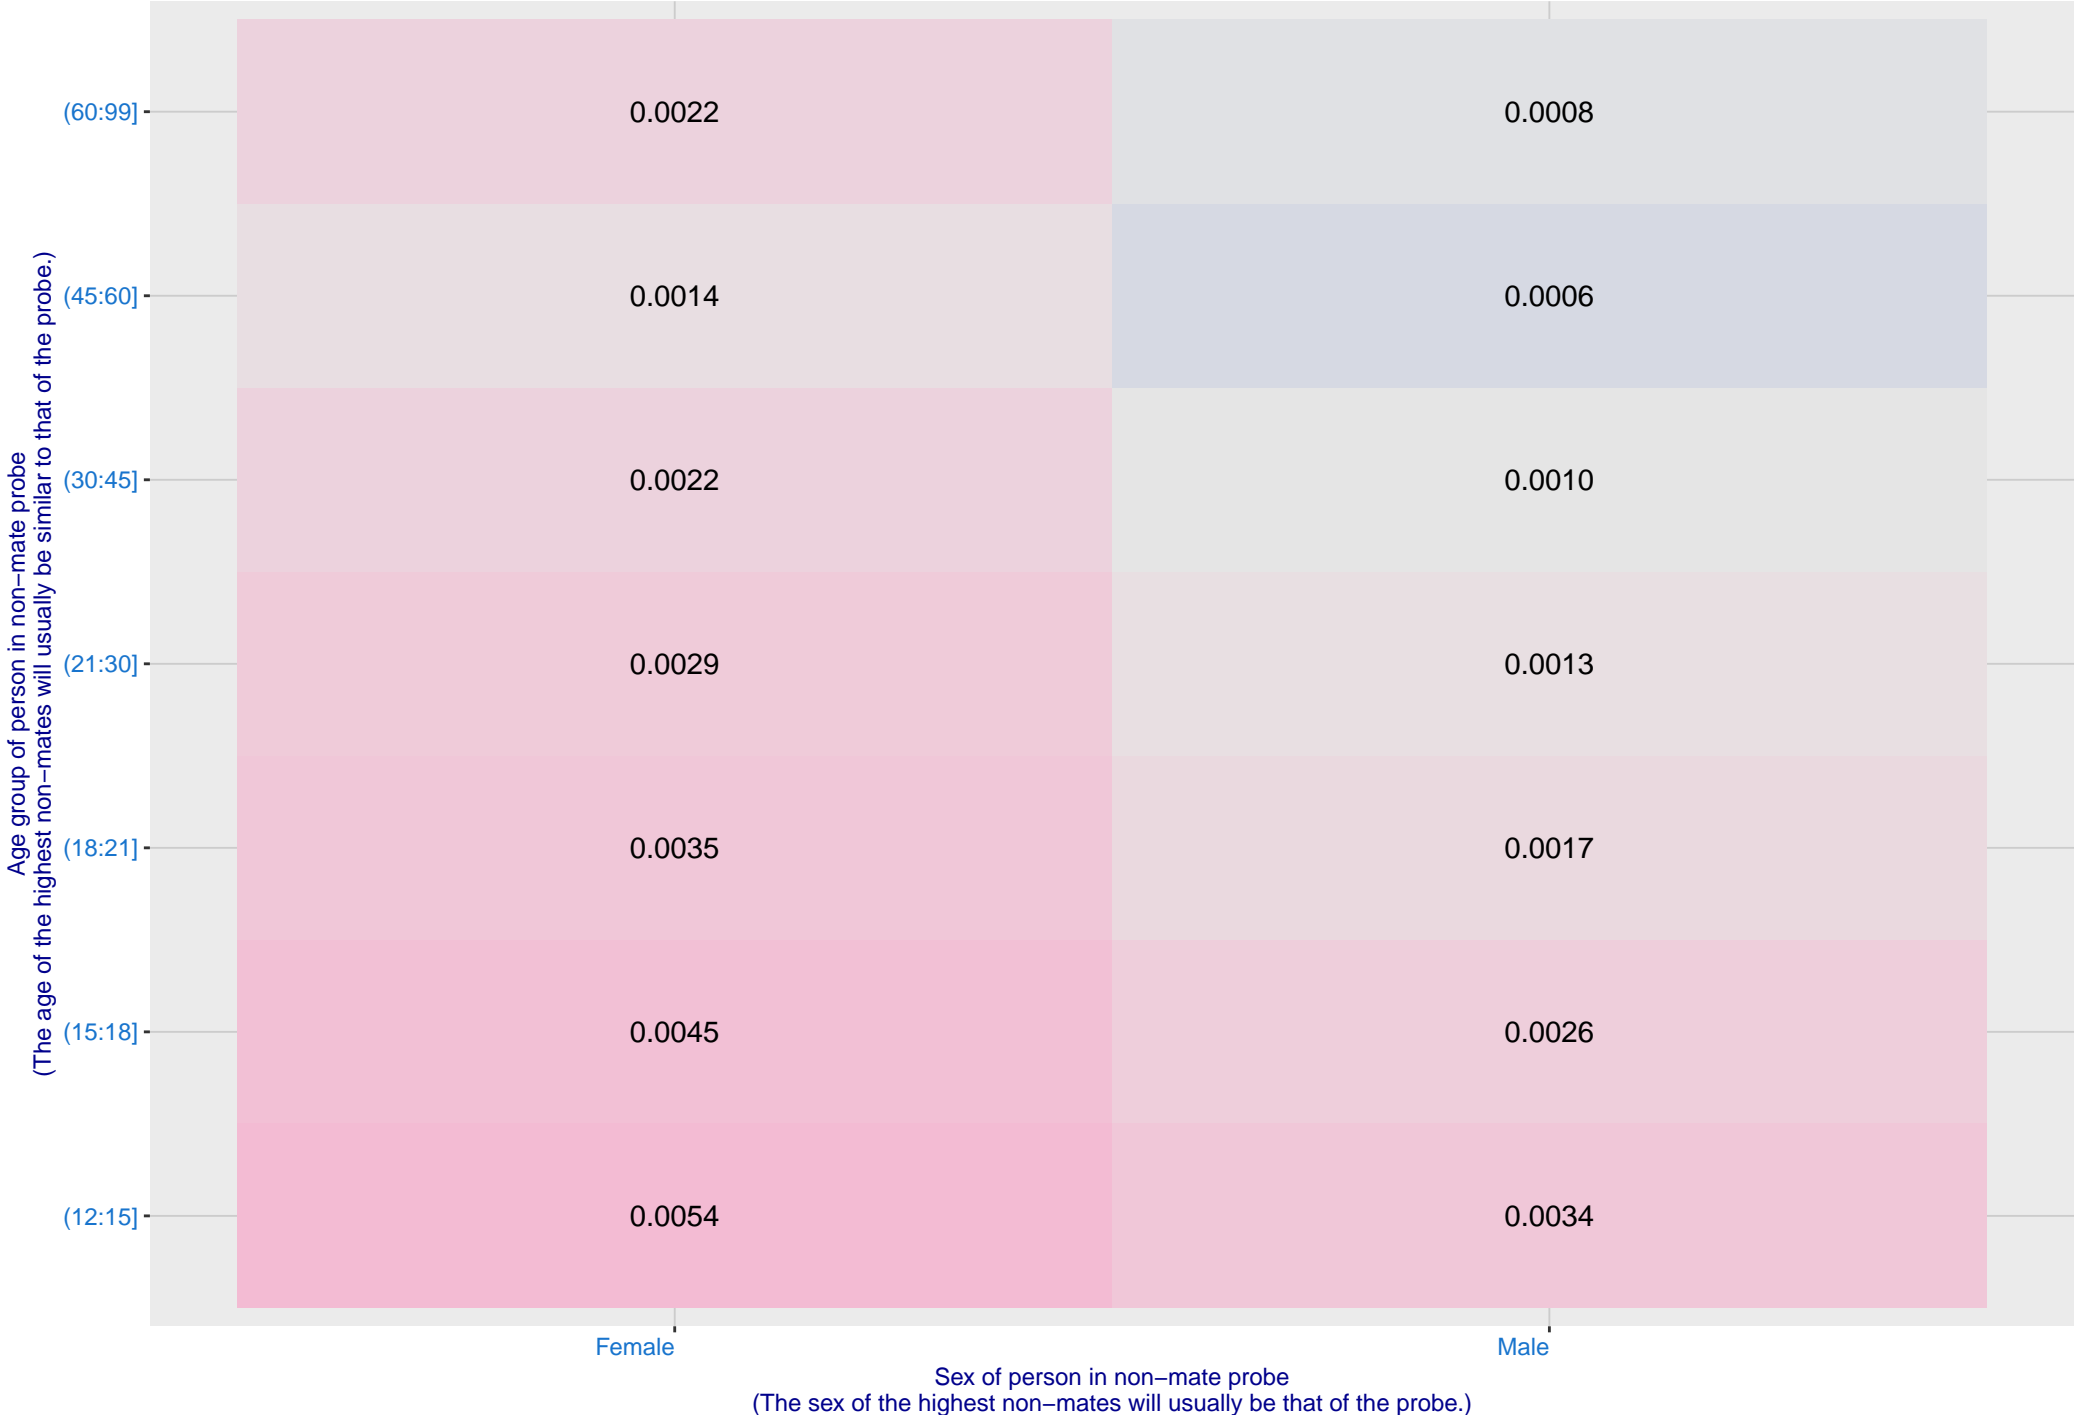 Age group of person in non−mate probe
(The age of the highest non−mates will usually be similar to that of the probe.)
(60:99] 0.0022 0.0008
(45:60] 0.0014 0.0006
(30:45] 0.0022 0.0010
(21:30] 0.0029 0.0013
(18:21] 0.0035 0.0017
(15:18] 0.0045 0.0026
(12:15] 0.0054 0.0034
Female Male
Sex of person in non−mate probe
(The sex of the highest non−mates will usually be that of the probe.)